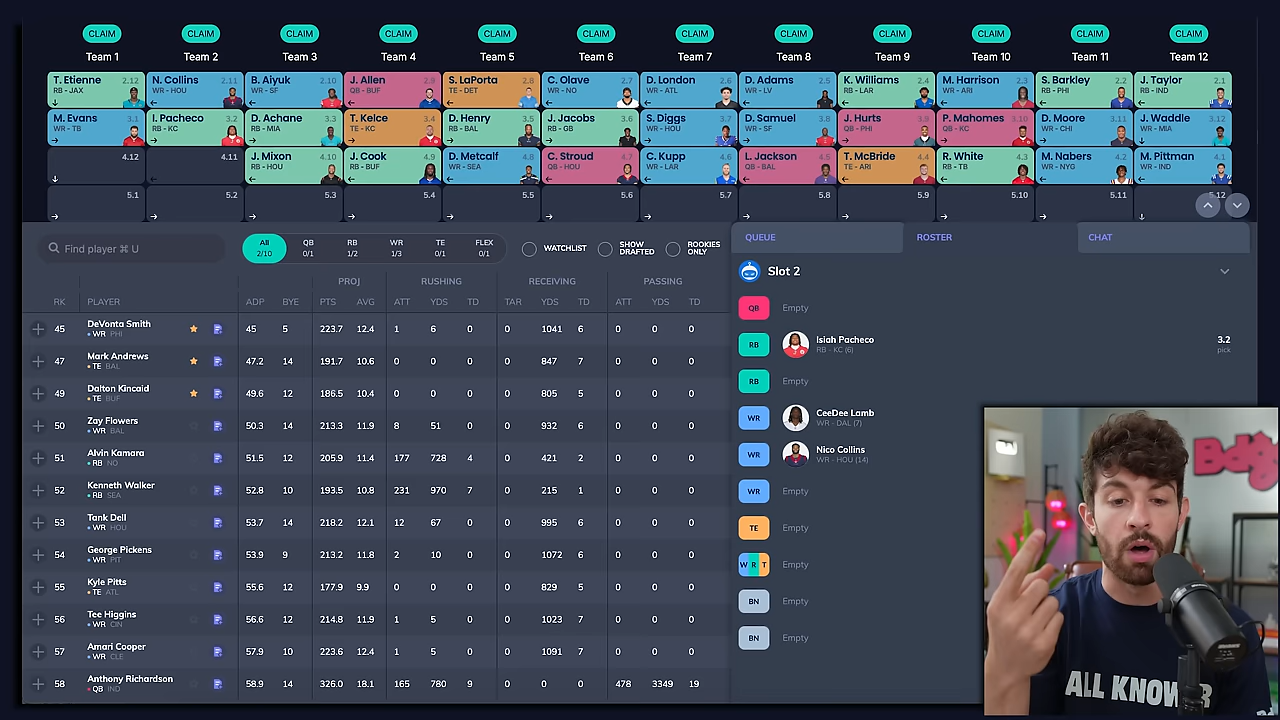 CLAIM CLAIM CLAIM CLAIM CLAIM CLAIM CLAIM CLAIM CLAIM CLAIM CLAIM CLAIM
Team 1 Team 2 Team 3 Team 4 Team 5 Team 6 Team 7 Team 8 Team 9 Team 10 Team 11 Team 12
T. Etienne 2.12 N. Collins 2.11 B. Aiyuk 2.10 J. Allen 2.9 S. LaPorta 2.8 C. Olave 2.7 D. London 2.6 D. Adams 2.5 K. Williams 2.4 M. Harrison 2.3 S. Barkley 2.2 J. Taylor 2.1
RB - JAX WR - HOU WR - SF QB - BUF TE - DET WR - NO WR - ATL WR - LV RB - LAR WR - ARI RB - PHI RB - IND
M. Evans 3.1 I. Pacheco 3.2 D. Achane 3.3 T. Kelce 3.4 D. Henry 3.5 J. Jacobs 3.6 S. Diggs 3.7 D. Samuel 3.8 J. Hurts 3.9 P. Mahomes 3.10 D. Moore 3.11 J. Waddle 3.12
WR - TB RB - KC RB - MIA TE - KC RB - BAL RB - GB WR - HOU WR - SF QB - PHI QB - KC WR - CHI WR - MIA
4.12 4.11 J. Mixon 4.10 J. Cook 4.9 D. Metcalf 4.8 C. Stroud 4.7 C. Kupp 4.6 L. Jackson 4.5 T. McBride 4.4 R. White 4.3 M. Nabers 4.2 M. Pittman 4.1
RB - HOU RB - BUF WR - SEA QB - HOU WR - LAR QB - BAL TE - ARI RB - TB WR - NYG WR - IND
5.1 5.2 5.3 5.4 5.5 5.6 5.7 5.8 5.9 5.10 5.11 5.12
Find player ⌘ U
All QB RB WR TE FLEX
2/10 0/1 1/2 1/3 0/1 0/1
WATCHLIST
SHOW
DRAFTED
ROOKIES
ONLY
QUEUE ROSTER CHAT
PROJ RUSHING RECEIVING PASSING
RK PLAYER ADP BYE PTS AVG ATT YDS TD TAR YDS TD ATT YDS TD
45 DeVonta Smith 45 5 223.7 12.4 1 6 0 0 1041 6 0 0 0
WR PHI
47 Mark Andrews 47.2 14 191.7 10.6 0 0 0 0 847 7 0 0 0
TE BAL
49 Dalton Kincaid 49.6 12 186.5 10.4 0 0 0 0 805 5 0 0 0
TE BUF
50 Zay Flowers 50.3 14 213.3 11.9 8 51 0 0 932 6 0 0 0
WR BAL
51 Alvin Kamara 51.5 12 205.9 11.4 177 728 4 0 421 2 0 0 0
RB NO
52 Kenneth Walker 52.8 10 193.5 10.8 231 970 7 0 215 1 0 0 0
RB SEA
53 Tank Dell 53.7 14 218.2 12.1 12 67 0 0 995 6 0 0 0
WR HOU
54 George Pickens 53.9 9 213.2 11.8 2 10 0 0 1072 6 0 0 0
WR PIT
55 Kyle Pitts 55.6 12 177.9 9.9 0 0 0 0 829 5 0 0 0
TE ATL
56 Tee Higgins 56.6 12 214.8 11.9 1 5 0 0 1023 7 0 0 0
WR CIN
57 Amari Cooper 57.9 10 223.6 12.4 1 5 0 0 1091 7 0 0 0
WR CLE
58 Anthony Richardson 58.9 14 326.0 18.1 165 780 9 0 0 0 478 3349 19
QB IND
Slot 2
QB Empty
RB Isiah Pacheco 3.2
RB - KC (6) pick
RB Empty
WR CeeDee Lamb
WR - DAL (7)
WR Nico Collins
WR - HOU (14)
WR Empty
TE Empty
W R T Empty
BN Empty
BN Empty
ALL KNOW